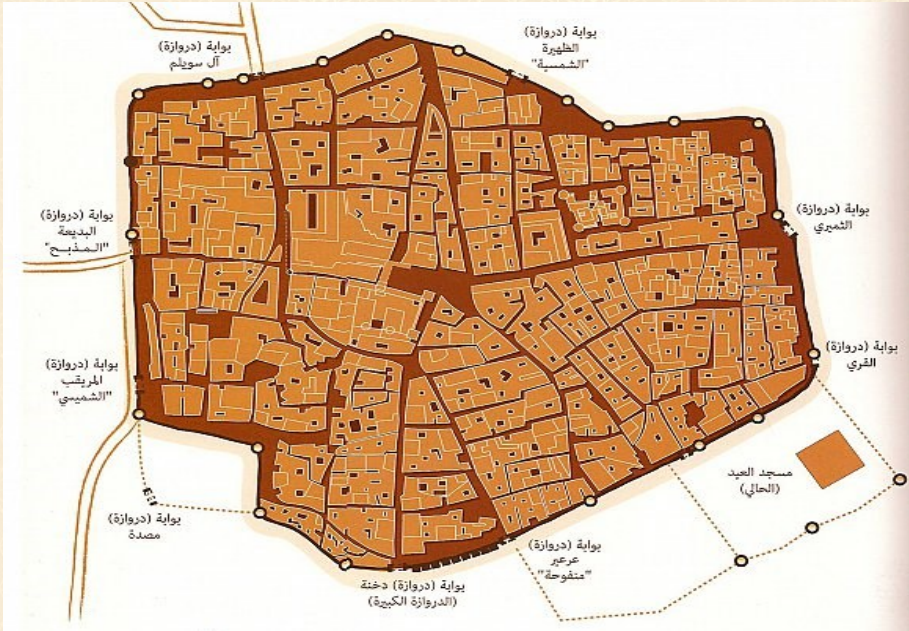 بوابة (دروازة)
آل سويلم
بوابة (دروازة)
الظهيرة
"الشمسية"
بوابة (دروازة)
الثميري
بوابة (دروازة)
القري
مسجد العيد
(الحالي)
بوابة (دروازة)
عرعير
"منفوحة"
بوابة (دروازة) دخنة
(الدروازة الكبيرة)
بوابة (دروازة)
مصدة
بوابة (دروازة)
المريقب
"الشميسي"
بوابة (دروازة)
البديعة
"المـذبـح"